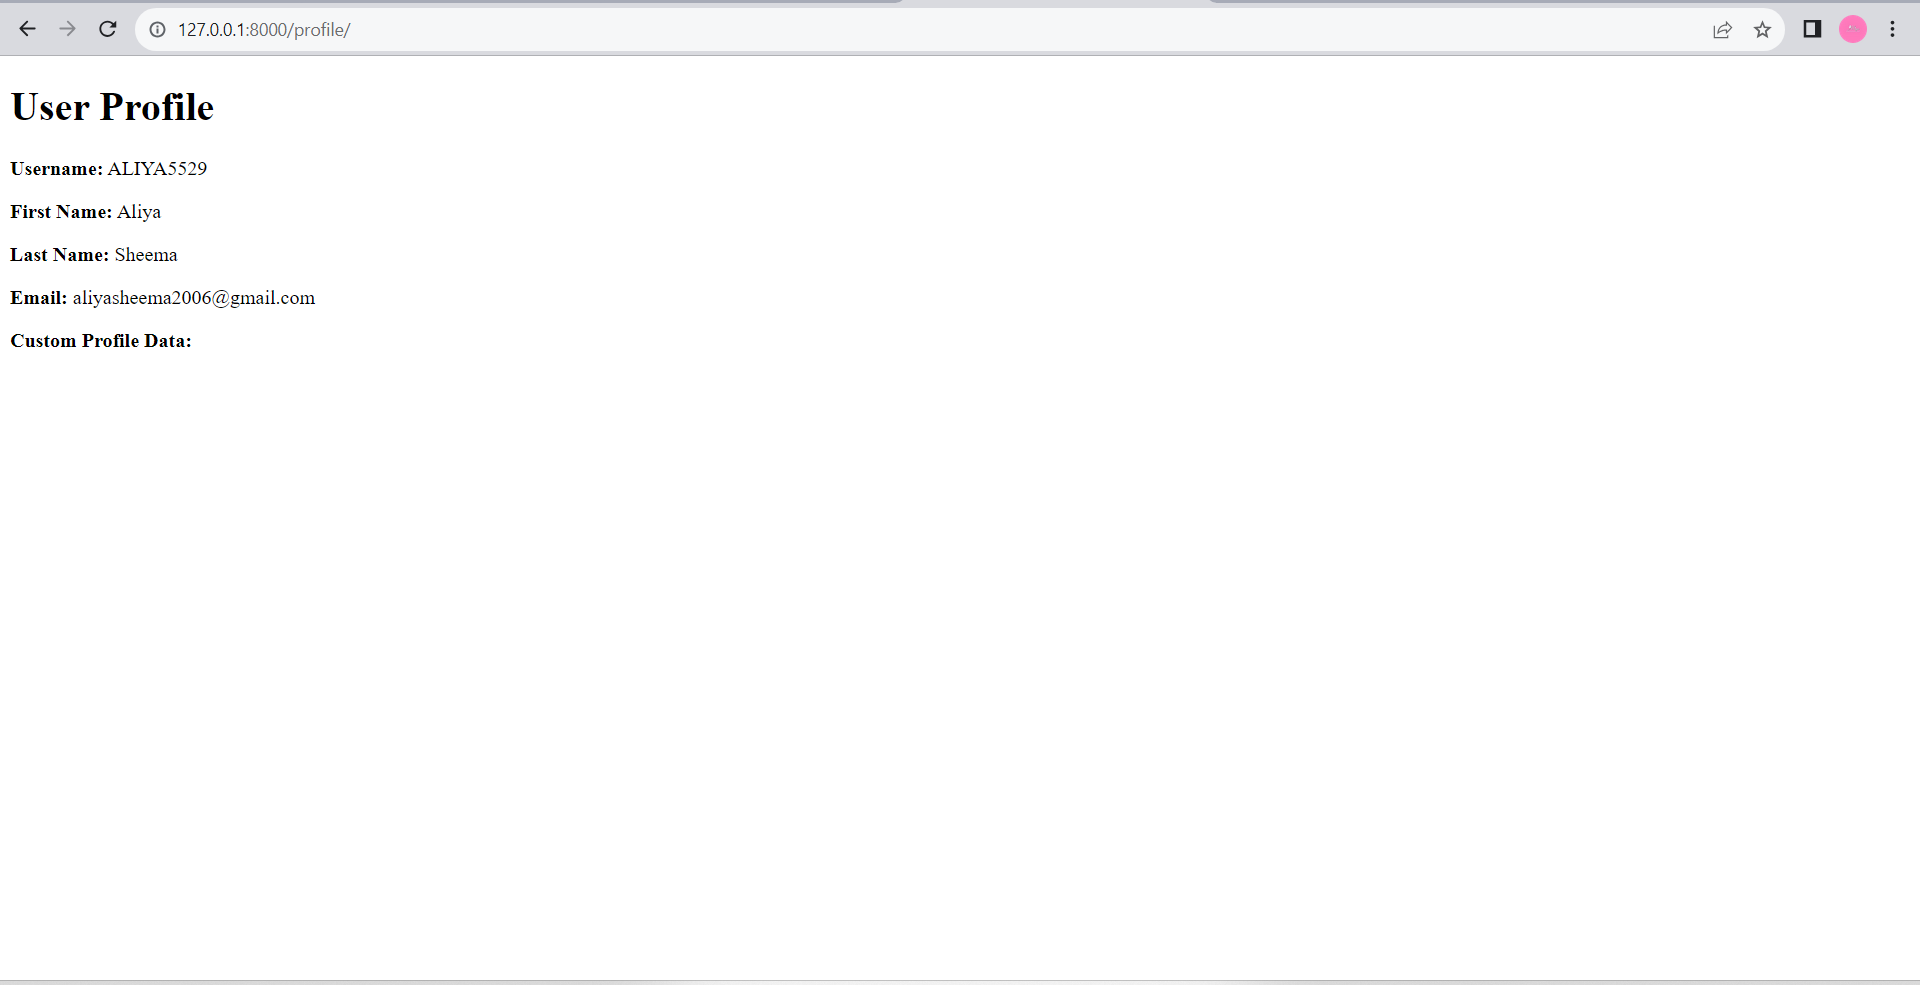 127.0.0.1:8000/profile/
User Profile
Username: ALIYA5529
First Name: Aliya
Last Name: Sheema
Email: aliyasheema2006@gmail.com
Custom Profile Data: